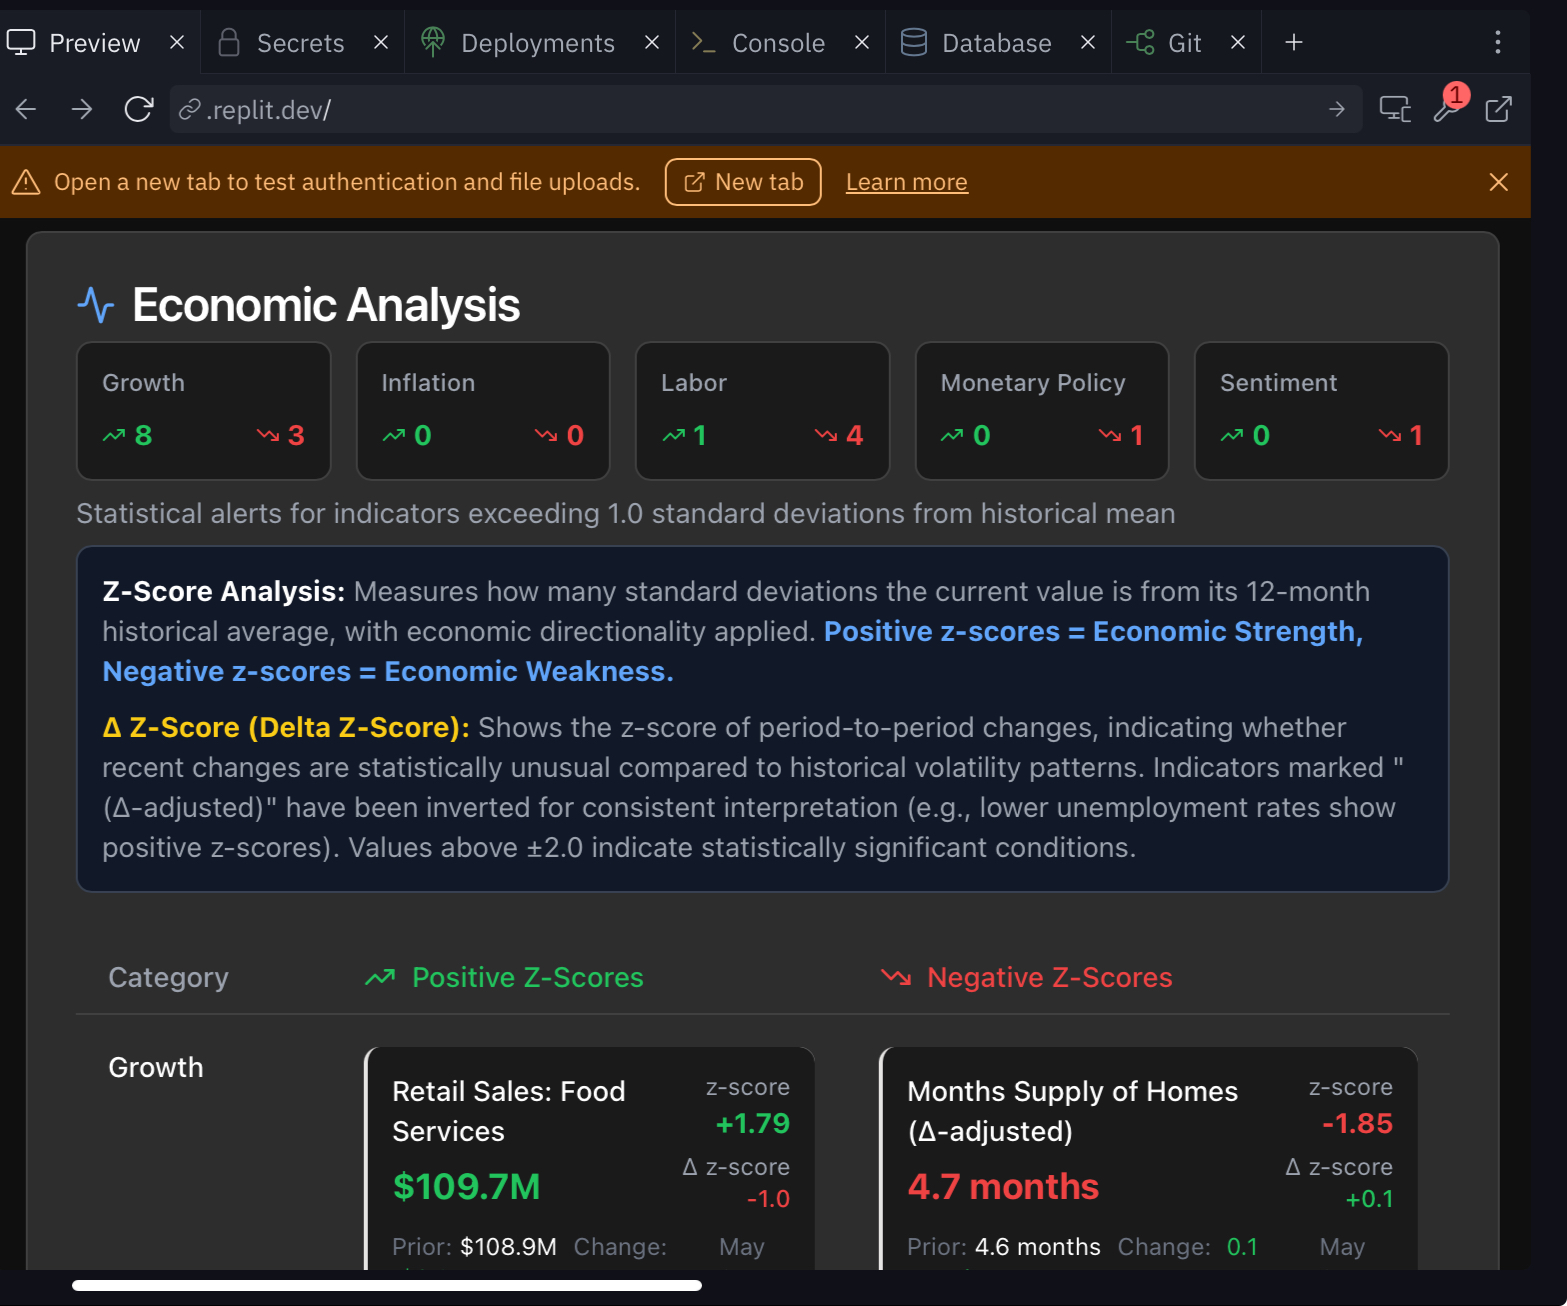 Preview
Secrets
Deployments
Console
Database
Git
.replit.dev/
1
Open a new tab to test authentication and file uploads.
New tab
Learn more
Economic Analysis
Growth
8
3
Inflation
0
0
Labor
1
4
Monetary Policy
0
1
Sentiment
0
1
Statistical alerts for indicators exceeding 1.0 standard deviations from historical mean
Z-Score Analysis: Measures how many standard deviations the current value is from its 12-month
historical average, with economic directionality applied. Positive z-scores = Economic Strength,
Negative z-scores = Economic Weakness.
Δ Z-Score (Delta Z-Score): Shows the z-score of period-to-period changes, indicating whether
recent changes are statistically unusual compared to historical volatility patterns. Indicators marked "
(Δ-adjusted)" have been inverted for consistent interpretation (e.g., lower unemployment rates show
positive z-scores). Values above ±2.0 indicate statistically significant conditions.
Category
Positive Z-Scores
Negative Z-Scores
Growth
Retail Sales: Food
Services
z-score
+1.79
$109.7M
Δ z-score
-1.0
Prior: $108.9M Change: May
Months Supply of Homes
(Δ-adjusted)
z-score
-1.85
4.7 months
Δ z-score
+0.1
Prior: 4.6 months Change: 0.1 May